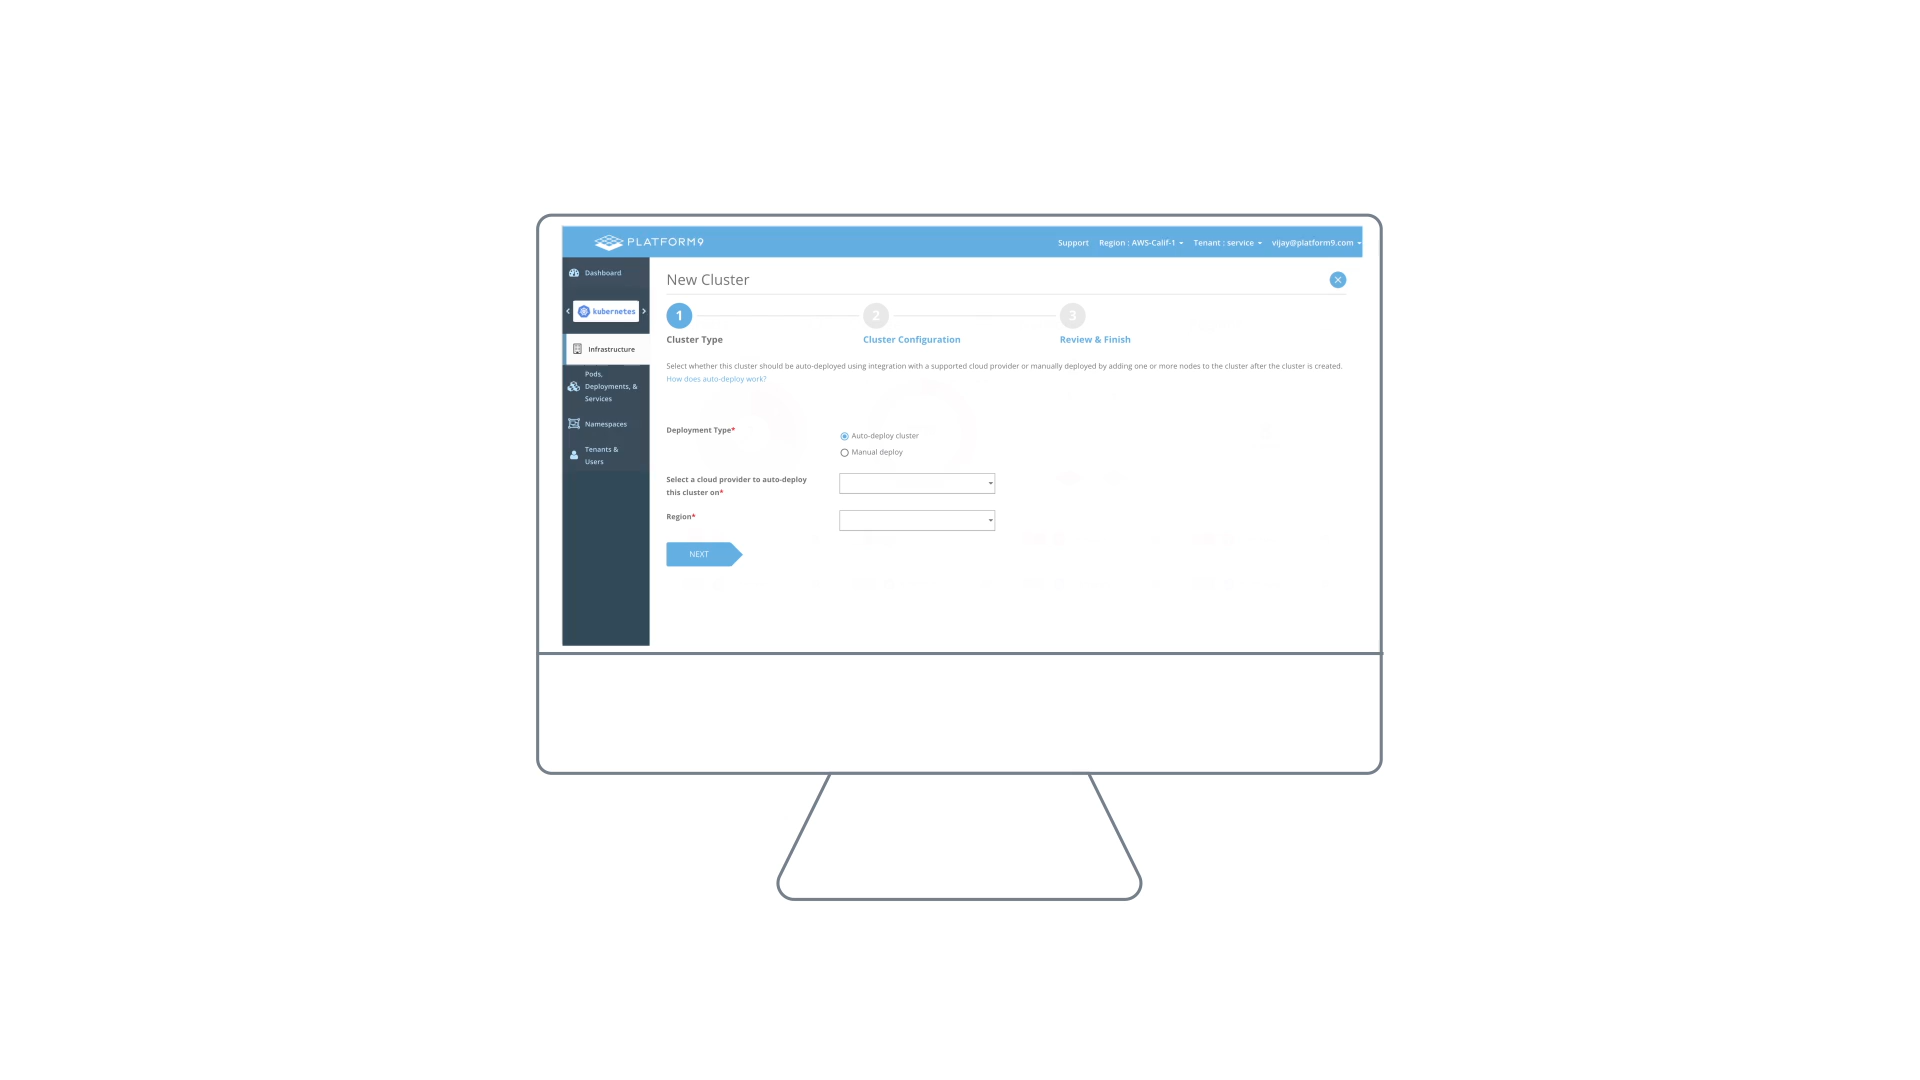 PLATFORM9
Support Region : AWS-Calif-1 Tenant : service vijay@platform9.com
Dashboard
kubernetes
Infrastructure
Pods,
Deployments, &
Services
Namespaces
Tenants &
Users
New Cluster
1 2 3
Cluster Type Cluster Configuration Review & Finish
Select whether this cluster should be auto-deployed using integration with a supported cloud provider or manually deployed by adding one or more nodes to the cluster after the cluster is created.
How does auto-deploy work?
Deployment Type*
Auto-deploy cluster
Manual deploy
Select a cloud provider to auto-deploy
this cluster on*
Region*
NEXT